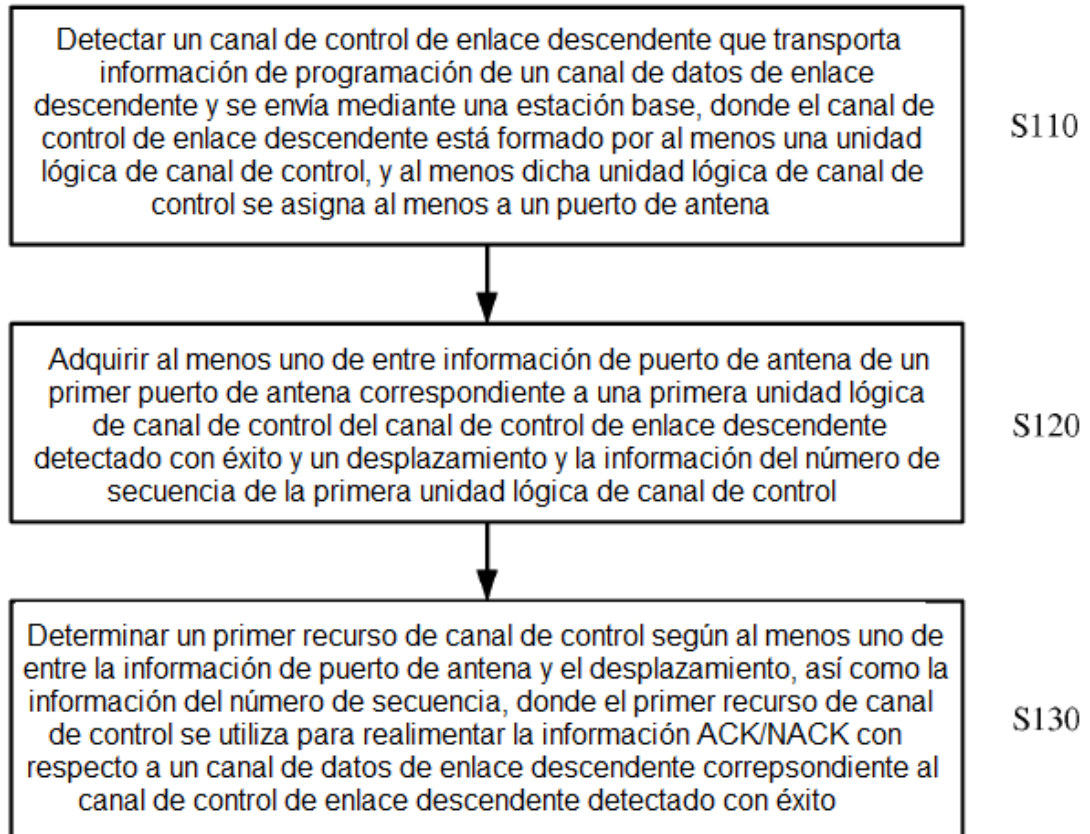 Detectar un canal de control de enlace descendente que transporta
información de programación de un canal de datos de enlace
descendente y se envía mediante una estación base, donde el canal de
control de enlace descendente está formado por al menos una unidad
lógica de canal de control, y al menos dicha unidad lógica de canal de
control se asigna al menos a un puerto de antena
S110
Adquirir al menos uno de entre información de puerto de antena de un
primer puerto de antena correspondiente a una primera unidad lógica
de canal de control del canal de control de enlace descendente
detectado con éxito y un desplazamiento y la información del número de
secuencia de la primera unidad lógica de canal de control
S120
Determinar un primer recurso de canal de control según al menos uno de
entre la información de puerto de antena y el desplazamiento, así como la
información del número de secuencia, donde el primer recurso de canal
de control se utiliza para realimentar la información ACK/NACK con
respecto a un canal de datos de enlace descendente correpsondiente al
canal de control de enlace descendente detectado con éxito
S130